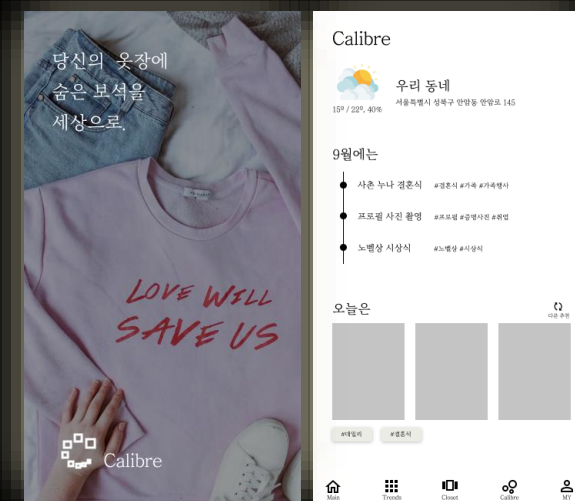 당신의 옷장에
숨은 보석을
세상으로.
LOVE WILL
SAVE US
Calibre
Calibre
15º / 22º, 40%
우리 동네
서울특별시 성북구 안암동 안암로 145
9월에는
사촌 누나 결혼식 #결혼식 #가족 #가족행사
프로필 사진 촬영 #프로필 #증명사진 #취업
노벨상 시상식 #노벨상 #시상식
오늘은
다른 추천
#데일리 #결혼식
Main Trends Closet Calibre MY